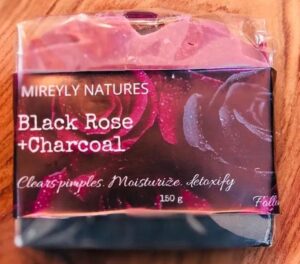 MIREYLY NATURES
Black Rose
+Charcoal
Clears pimples. Moisturize. detoxify
150 g